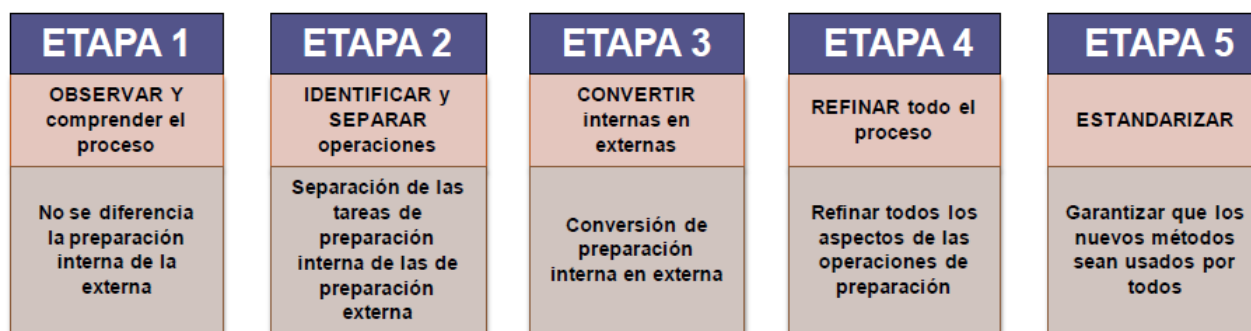 ETAPA 1
OBSERVAR Y
comprender el
proceso
No se diferencia
la preparación
interna de la
externa
ETAPA 2
IDENTIFICAR y
SEPARAR
operaciones
Separación de las
tareas de
preparación
interna de las de
preparación
externa
ETAPA 3
CONVERTIR
internas en
externas
Conversión de
preparación
interna en externa
ETAPA 4
REFINAR todo el
proceso
Refinar todos los
aspectos de las
operaciones de
preparación
ETAPA 5
ESTANDARIZAR
Garantizar que los
nuevos métodos
sean usados por
todos